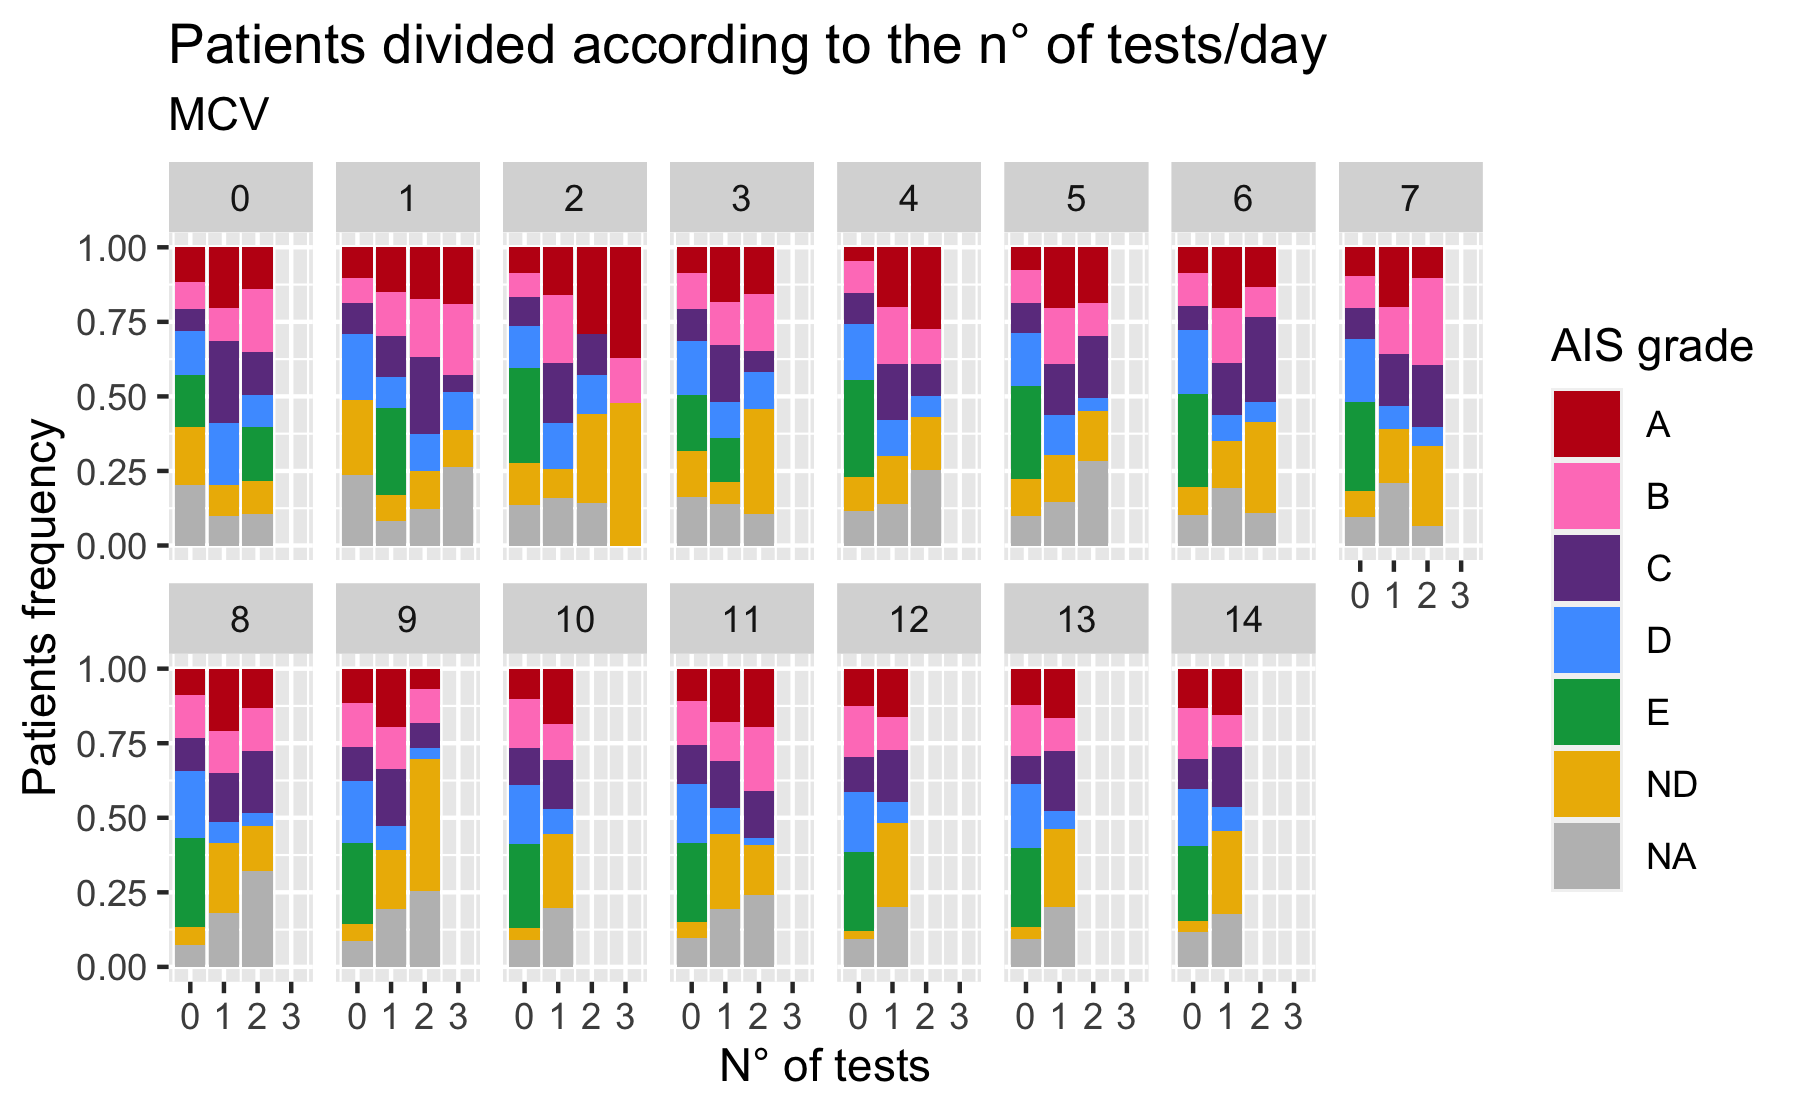 Patients divided according to the n° of tests/day
MCV
0 1 2 3 4 5 6 7
1.00
0.75
0.50
0.25
0.00
0 1 2 3
8 9 10 11 12 13 14
1.00
0.75
0.50
0.25
0.00
0 1 2 3 0 1 2 3 0 1 2 3 0 1 2 3 0 1 2 3 0 1 2 3 0 1 2 3
N° of tests
Patients frequency
AIS grade
A
B
C
D
E
ND
NA